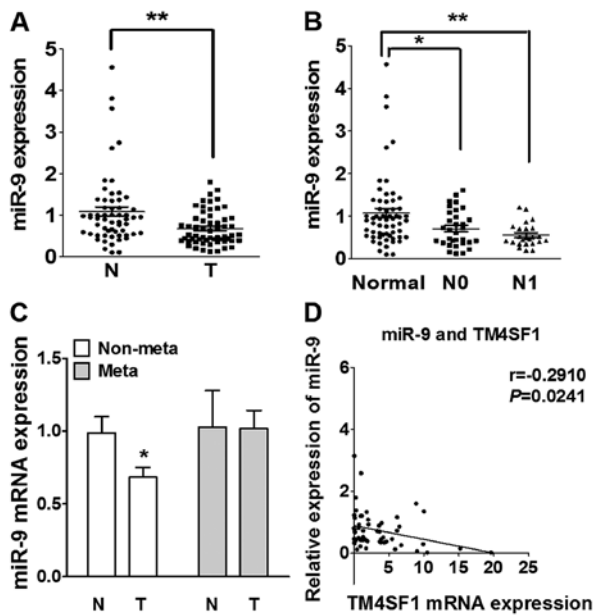 A
**
miR-9 expression
5
4
3
2
1
0
N T
B
**
*
miR-9 expression
5
4
3
2
1
0
Normal N0 N1
C
Non-meta
Meta
miR-9 mRNA expression
1.5
1.0
0.5
0.0
*
N T N T
D
miR-9 and TM4SF1
r=-0.2910
P=0.0241
Relative expression of miR-9
6
4
2
0
0 5 10 15 20 25
TM4SF1 mRNA expression